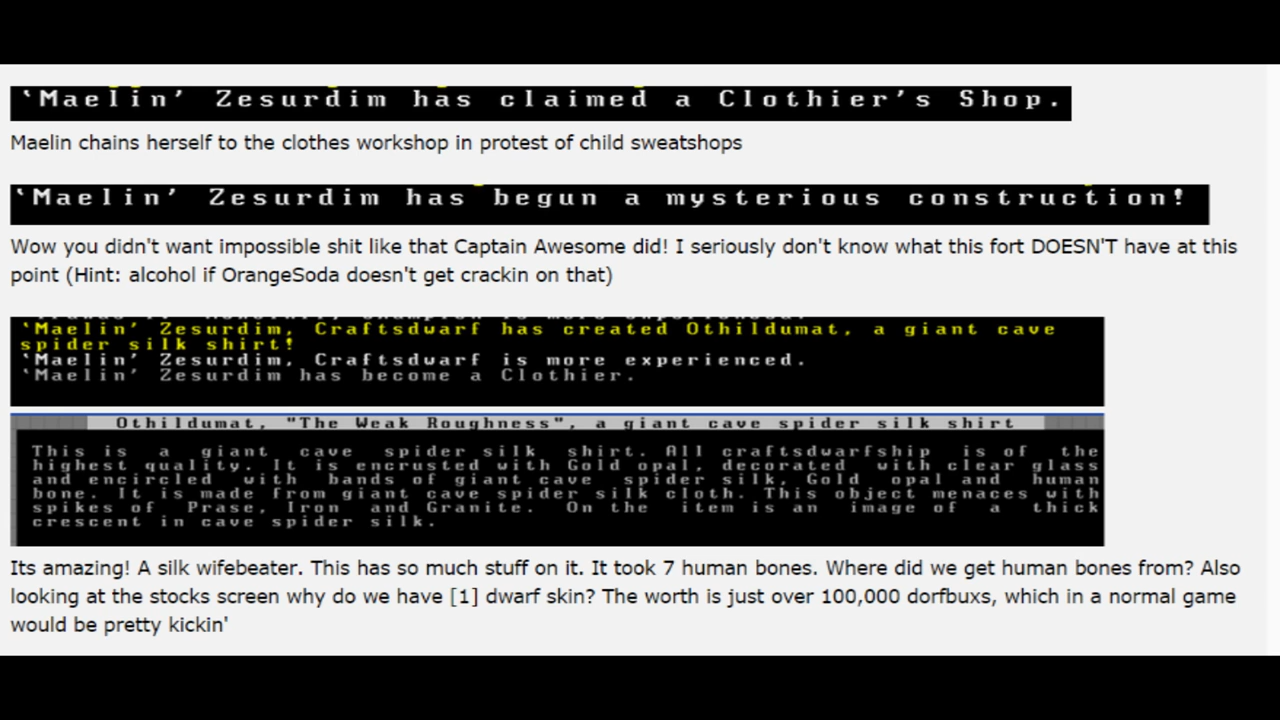 ‘Maelin’ Zesurdim has claimed a Clothier’s Shop.
Maelin chains herself to the clothes workshop in protest of child sweatshops
‘Maelin’ Zesurdim has begun a mysterious construction!
Wow you didn't want impossible shit like that Captain Awesome did! I seriously don't know what this fort DOESN'T have at this
point (Hint: alcohol if OrangeSoda doesn't get crackin on that)
‘Maelin’ Zesurdim, Craftsdwarf has created Othildumat, a giant cave
spider silk shirt!
‘Maelin’ Zesurdim, Craftsdwarf is more experienced.
‘Maelin’ Zesurdim has become a Clothier.
Othildumat, "The Weak Roughness", a giant cave spider silk shirt
This is a giant cave spider silk shirt. All craftsdwarfship is of the
highest quality. It is encrusted with Gold opal, decorated with clear glass
and encircled with bands of giant cave spider silk, Gold opal and human
bone. It is made from giant cave spider silk cloth. This object menaces with
spikes of Prase, Iron and Granite. On the item is an image of a thick
crescent in cave spider silk.
Its amazing! A silk wifebeater. This has so much stuff on it. It took 7 human bones. Where did we get human bones from? Also
looking at the stocks screen why do we have [1] dwarf skin? The worth is just over 100,000 dorfbuxs, which in a normal game
would be pretty kickin'